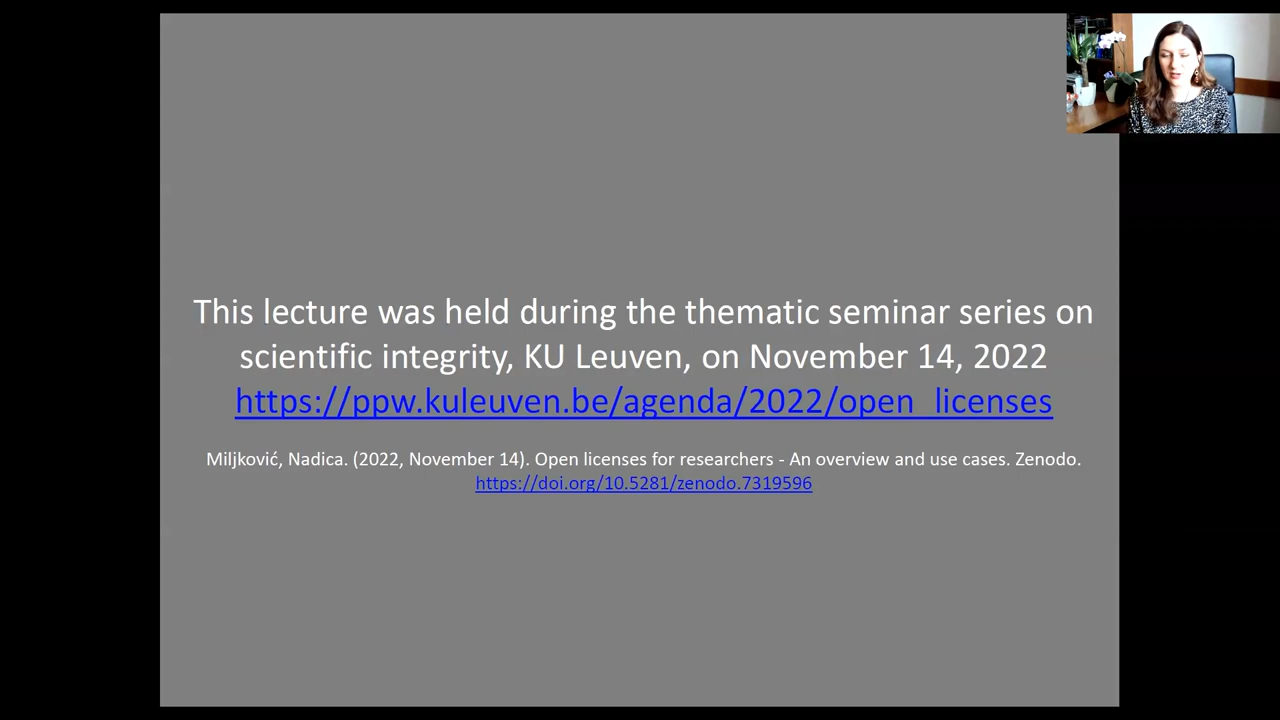 This lecture was held during the thematic seminar series on
scientific integrity, KU Leuven, on November 14, 2022
https://ppw.kuleuven.be/agenda/2022/open_licenses
Miljković, Nadica. (2022, November 14). Open licenses for researchers - An overview and use cases. Zenodo.
https://doi.org/10.5281/zenodo.7319596